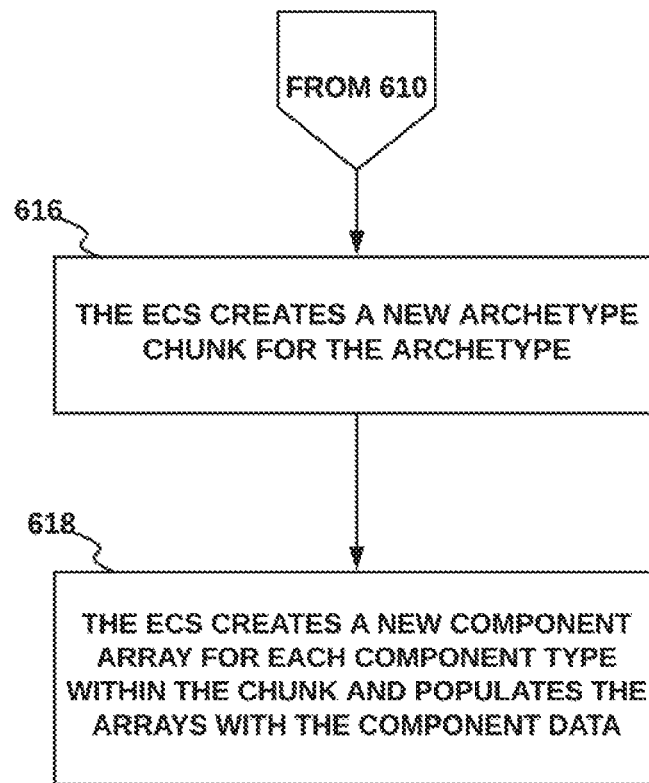 FROM 610
616
THE ECS CREATES A NEW ARCHETYPE
CHUNK FOR THE ARCHETYPE
618
THE ECS CREATES A NEW COMPONENT
ARRAY FOR EACH COMPONENT TYPE
WITHIN THE CHUNK AND POPULATES THE
ARRAYS WITH THE COMPONENT DATA